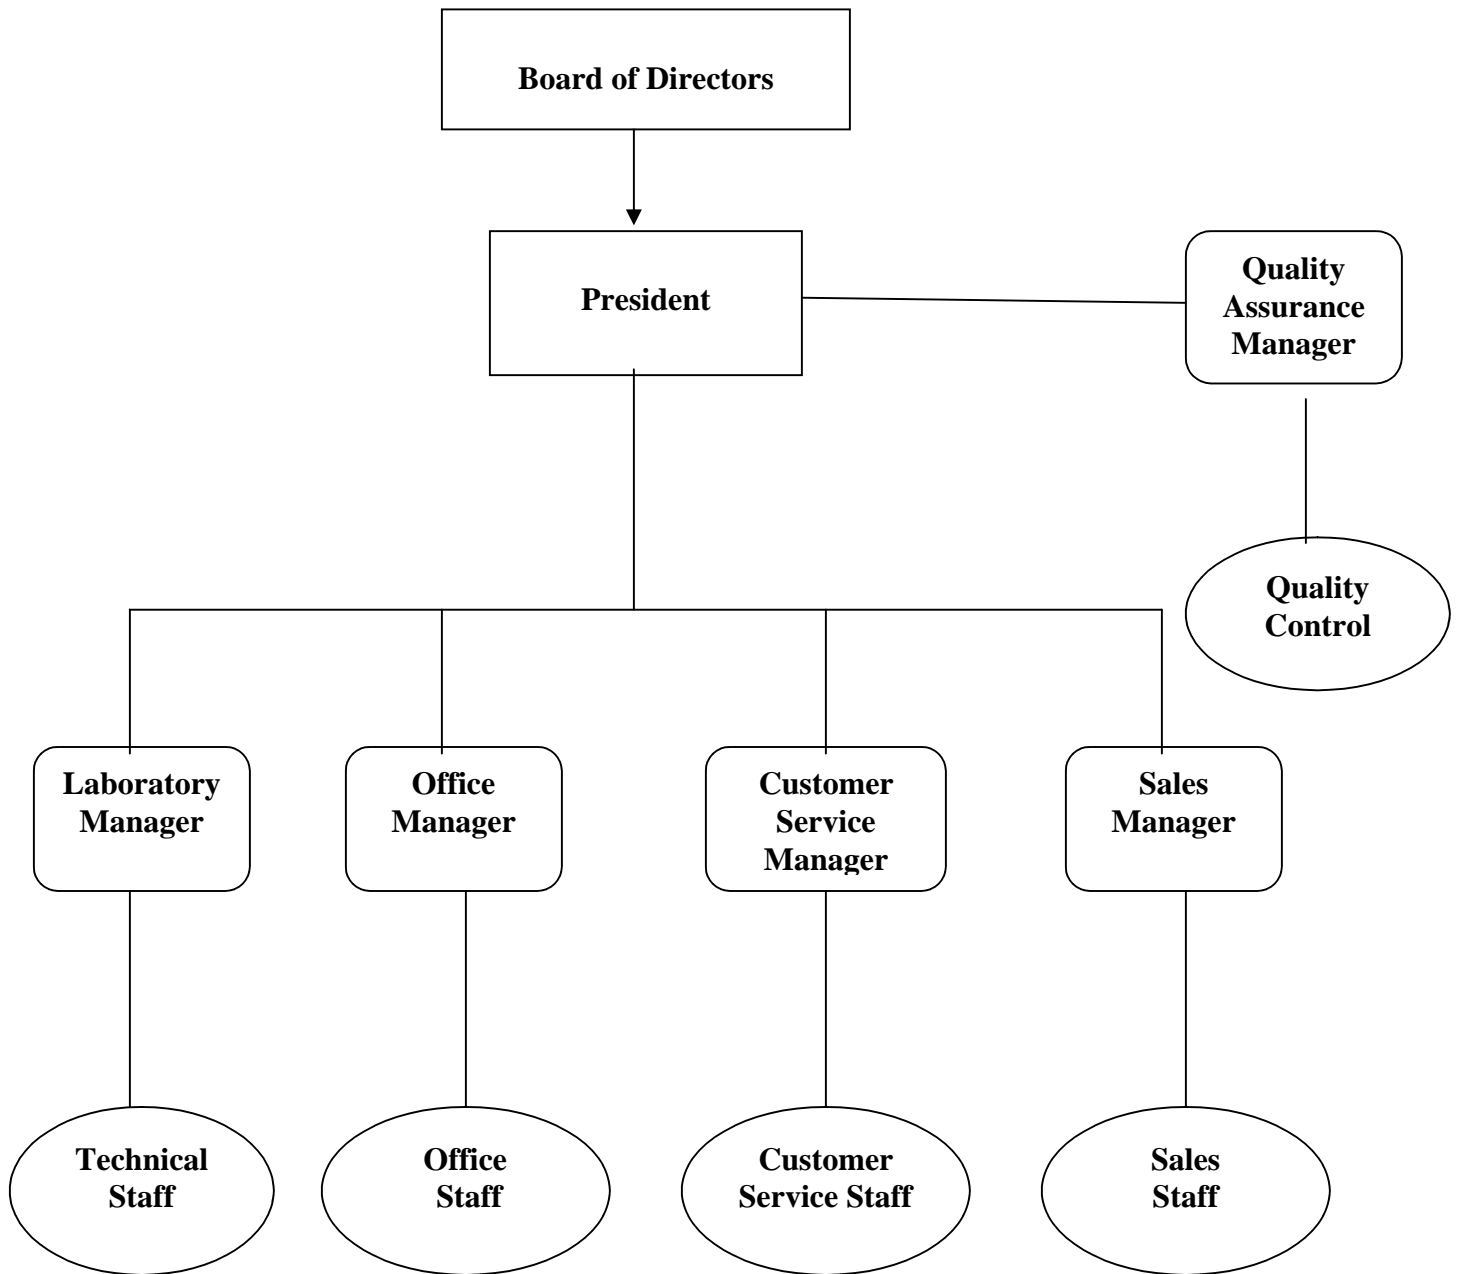 Board of Directors
President
Quality
Assurance
Manager
Quality
Control
Laboratory
Manager
Office
Manager
Customer
Service
Manager
Sales
Manager
Technical
Staff
Office
Staff
Customer
Service Staff
Sales
Staff